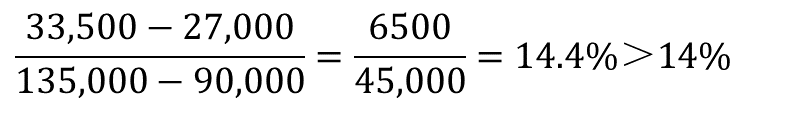 33,500 − 27,000 / 135,000 − 90,000 = 6500 / 45,000 = 14.4%＞14%